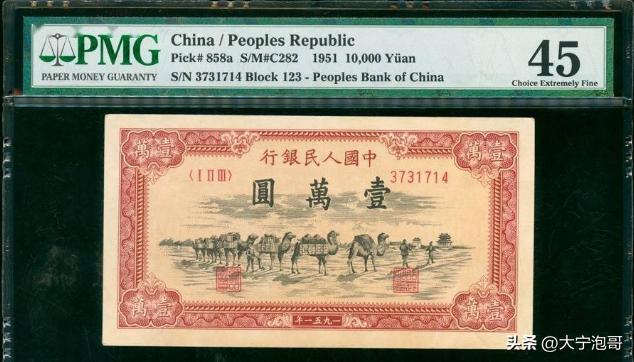 PMG
PAPER MONEY GUARANTY
China / Peoples Republic
Pick# 858a S/M#C282 1951 10,000 Yüan
S/N 3731714 Block 123 - Peoples Bank of China
45
Choice Extremely Fine
萬壹
行銀民人國中
壹萬
〈I II III〉
3731714
圓萬壹
萬壹
壹萬
年一五九一
头条 @大宁泡哥